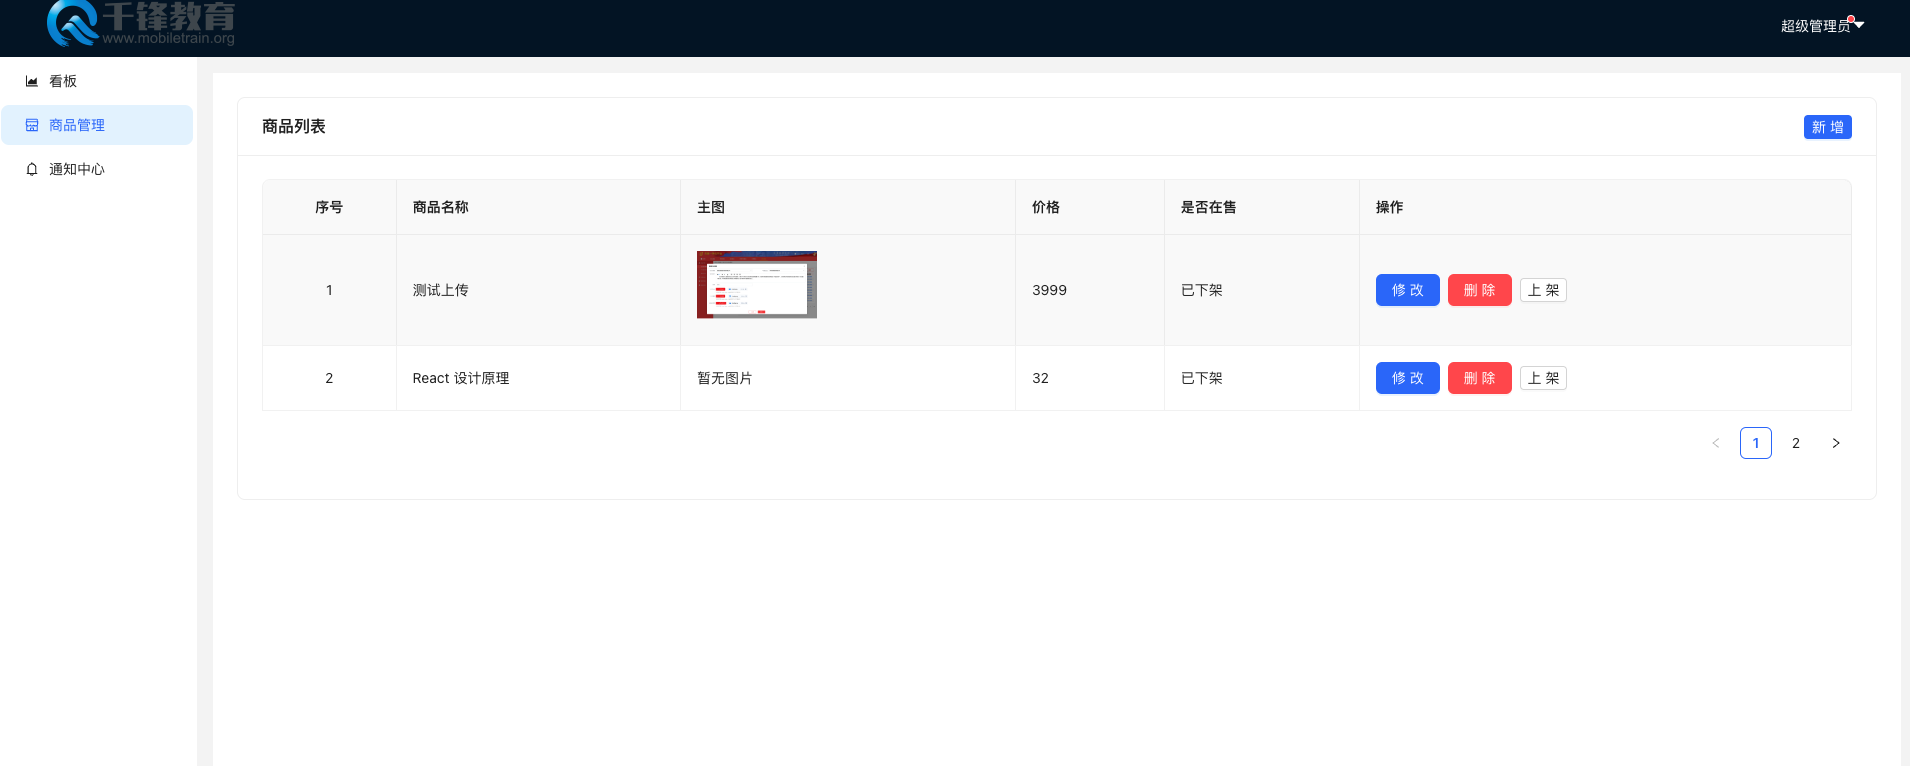 千锋教育
www.mobiletrain.org
超级管理员
看板
商品管理
通知中心
商品列表
新 增
序号 商品名称 主图 价格 是否在售 操作
1 测试上传 3999 已下架 修 改 删 除 上 架
2 React 设计原理 暂无图片 32 已下架 修 改 删 除 上 架
< 1 2 >